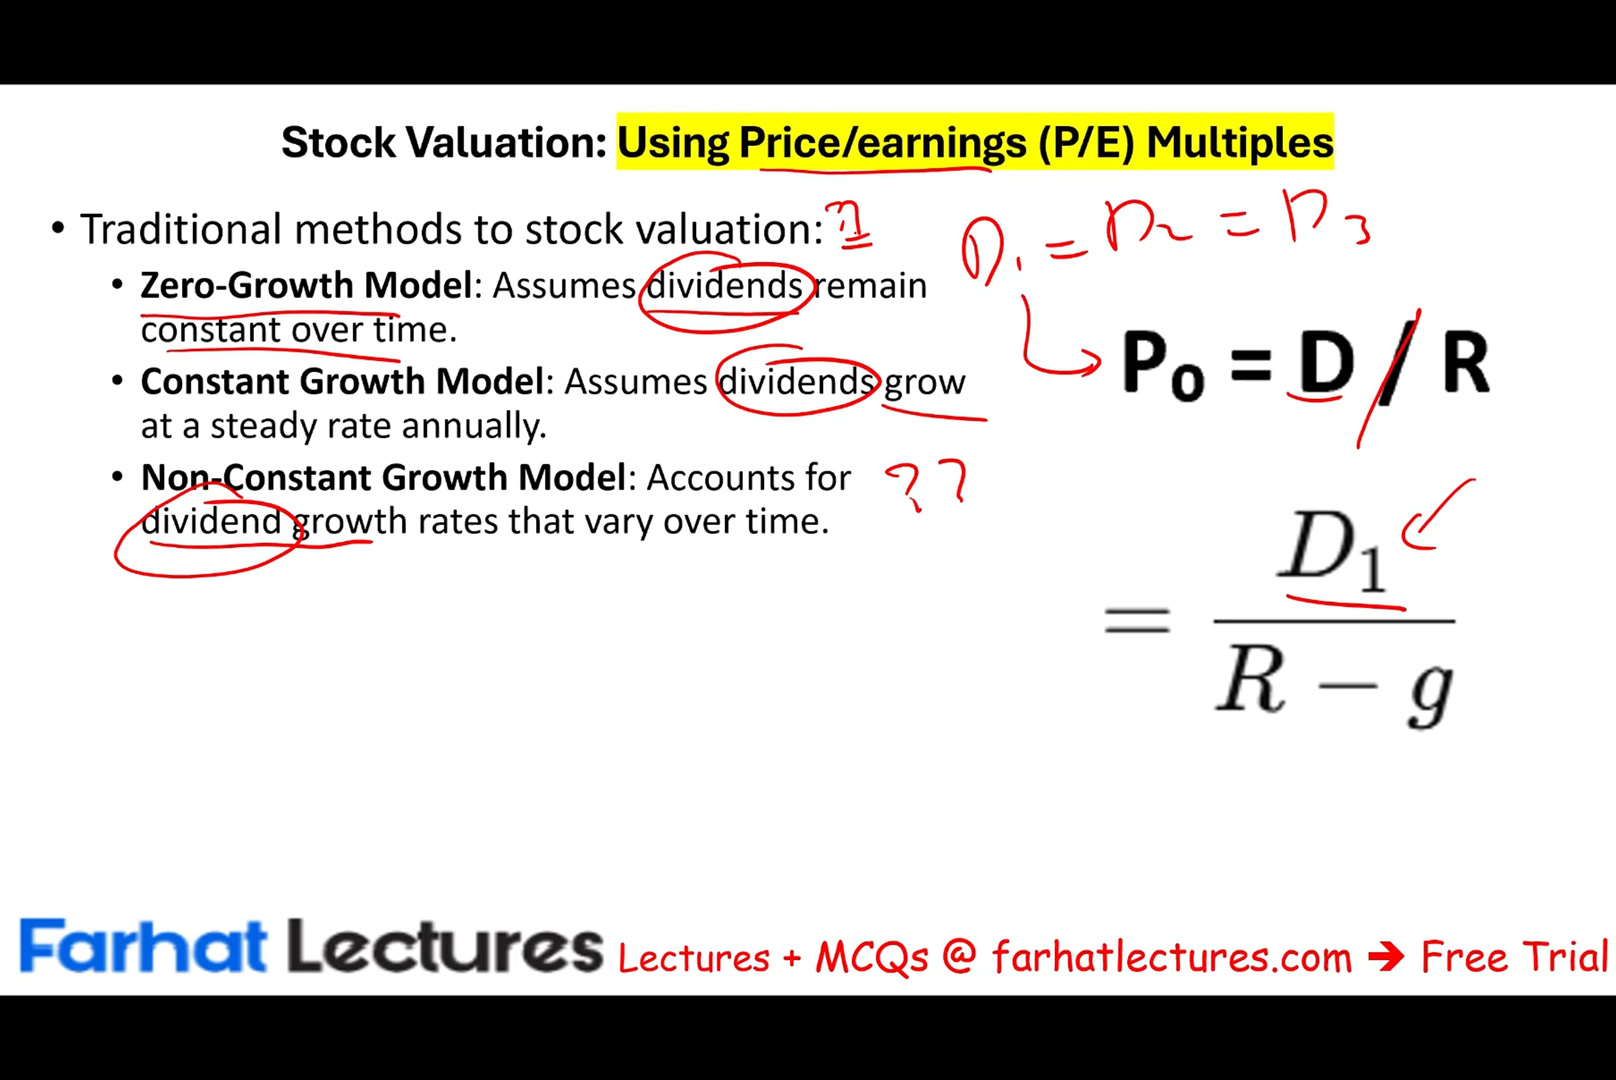 Stock Valuation: Using Price/earnings (P/E) Multiples
• Traditional methods to stock valuation:
D₁ = D₂ = D₃
• Zero-Growth Model: Assumes dividends remain
constant over time.
P₀ = D / R
• Constant Growth Model: Assumes dividends grow
at a steady rate annually.
• Non-Constant Growth Model: Accounts for
dividend growth rates that vary over time.
??
= D₁ / (R − g)
Farhat Lectures Lectures + MCQs @ farhatlectures.com → Free Trial